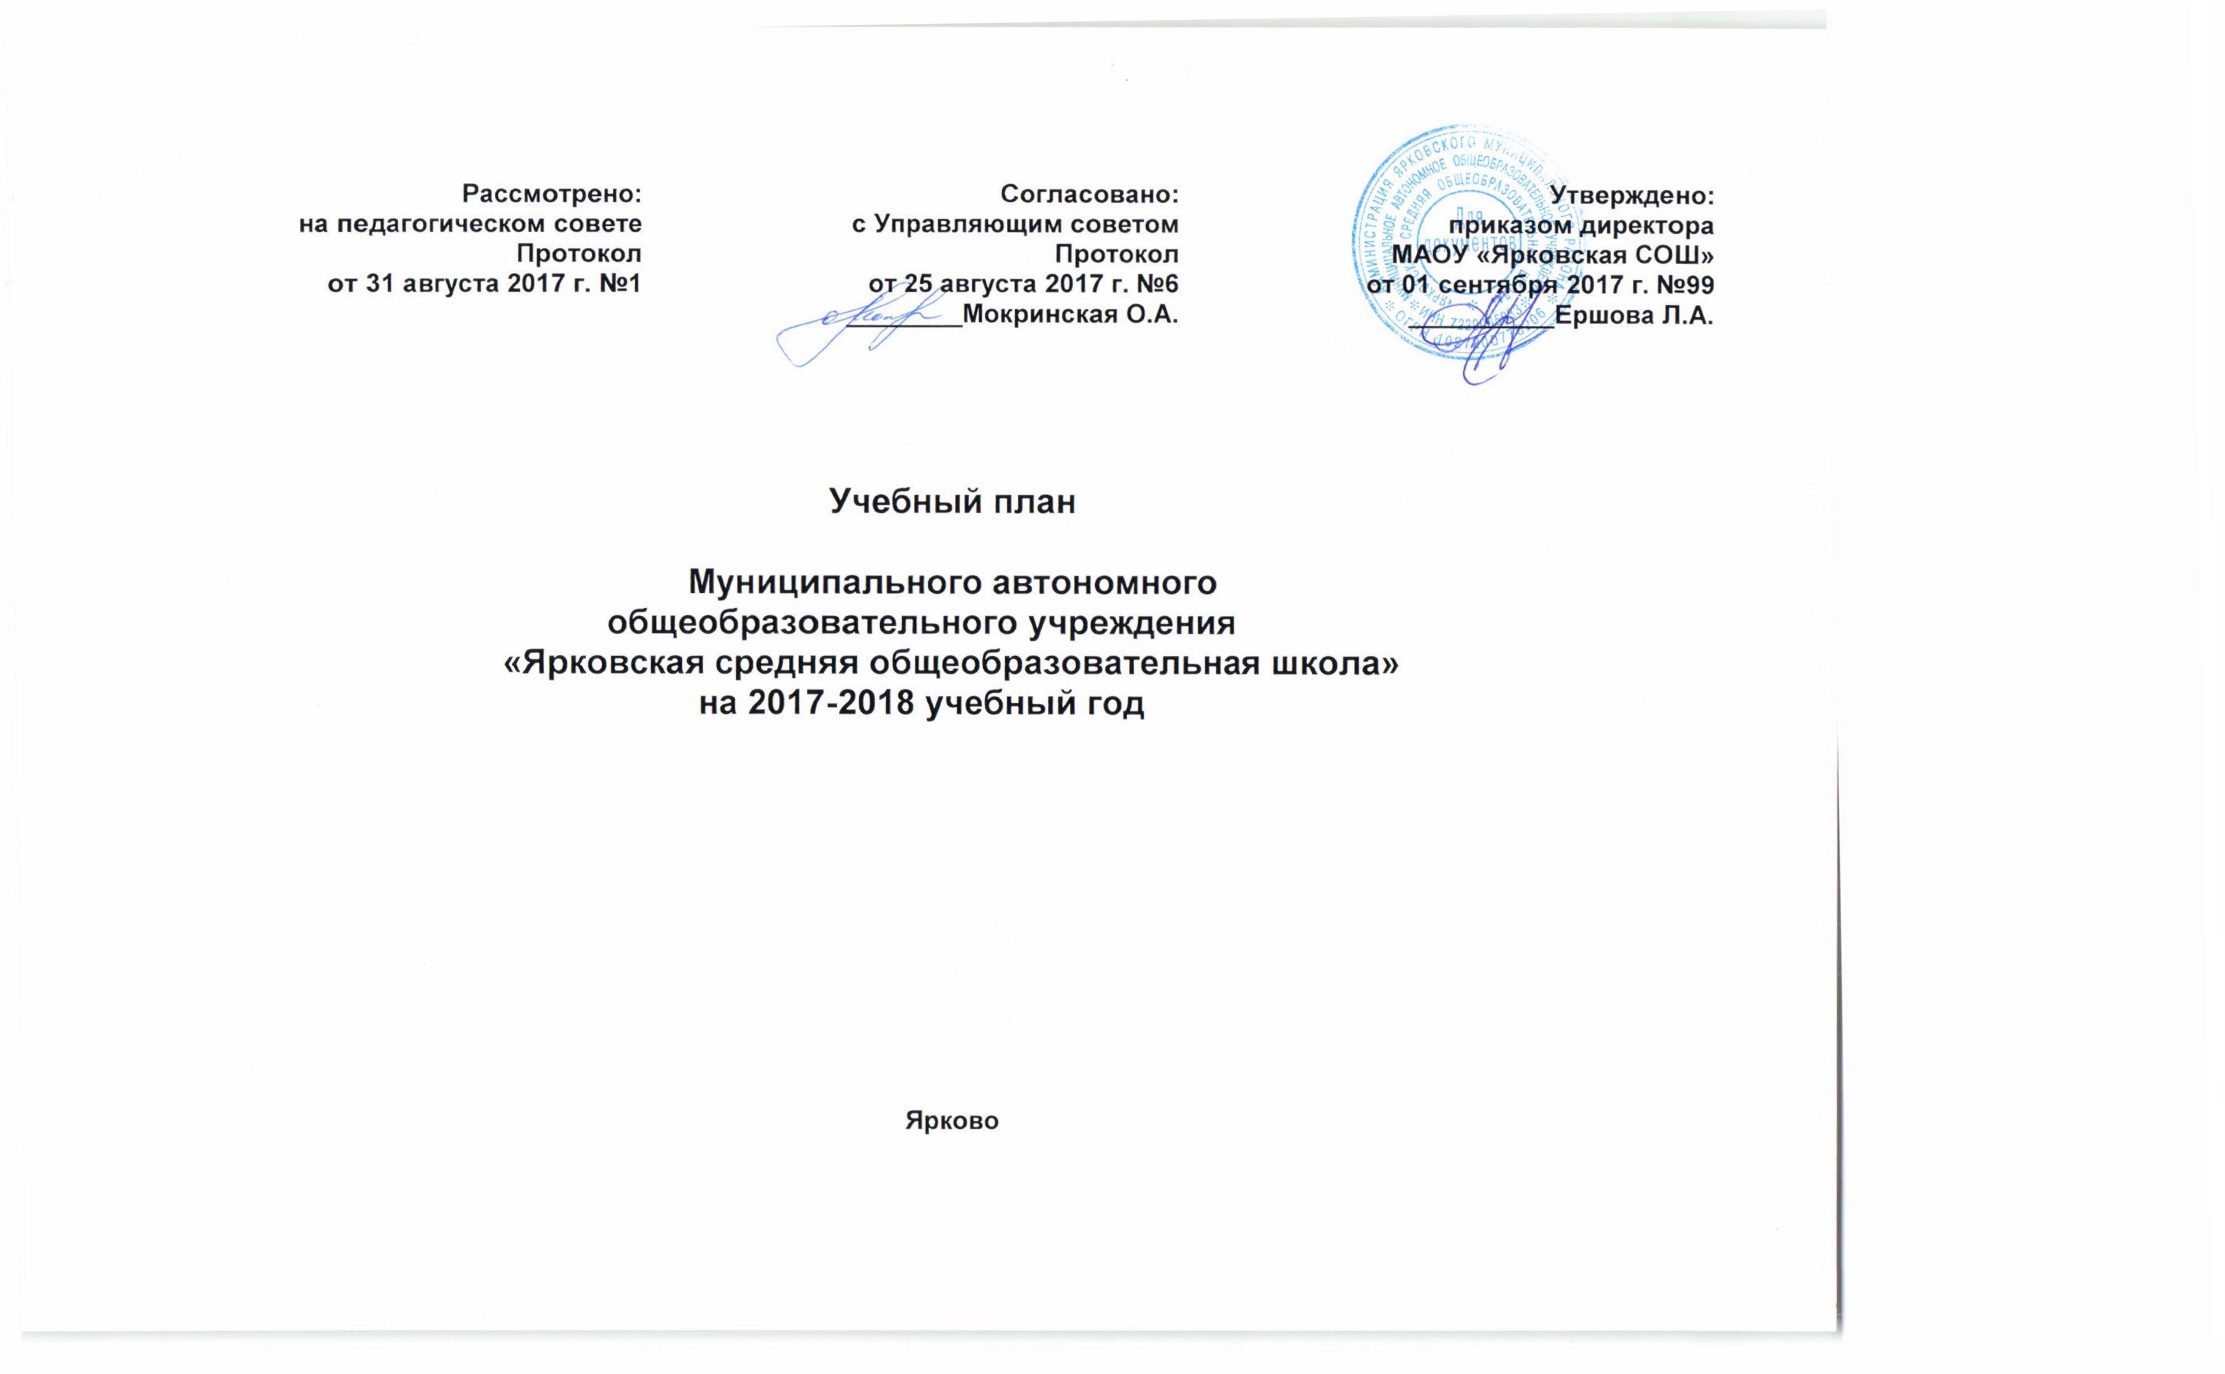 Рассмотрено:
на педагогическом совете
Протокол
от 31 августа 2017 г. №1
Согласовано:
с Управляющим советом
Протокол
от 25 августа 2017 г. №6
Мокринская О.А.
Утверждено:
приказом директора
МАОУ «Ярковская СОШ»
от 01 сентября 2017 г. №99
Ершова Л.А.
Для
документов
Учебный план
Муниципального автономного
общеобразовательного учреждения
«Ярковская средняя общеобразовательная школа»
на 2017-2018 учебный год
Ярково